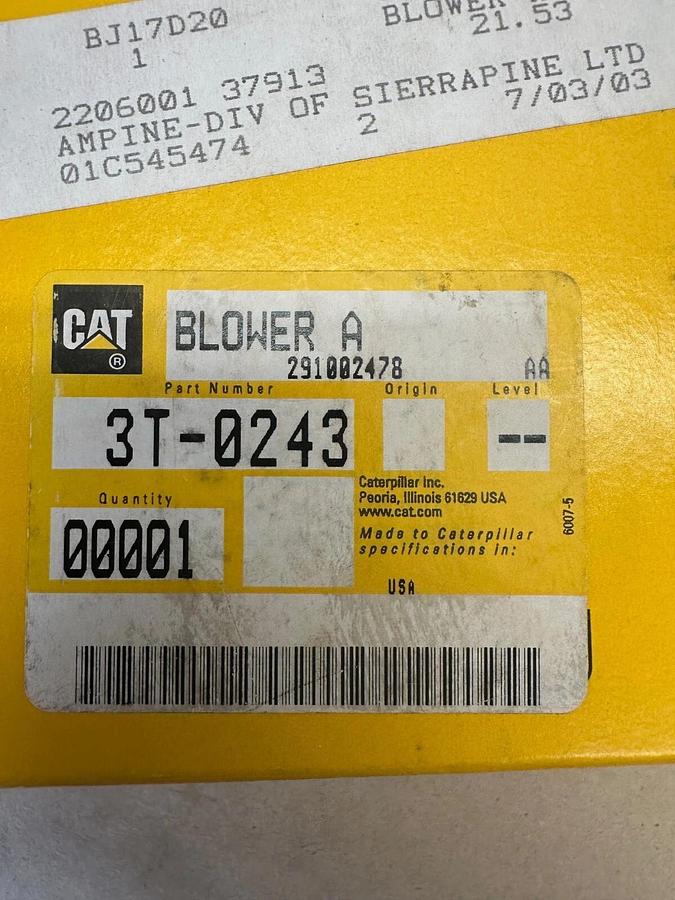 BJ17D20 BLOWER
1 21.53
2206001 37913
AMPINE-DIV OF SIERRAPINE LTD
01C545474 2 7/03/03
CAT ®
BLOWER A
291002478 AA
Part Number Origin Level
3T-0243 --
Quantity
00001
Caterpillar Inc.
Peoria, Illinois 61629 USA
www.cat.com
Made to Caterpillar
specifications in:
USA
6007-5